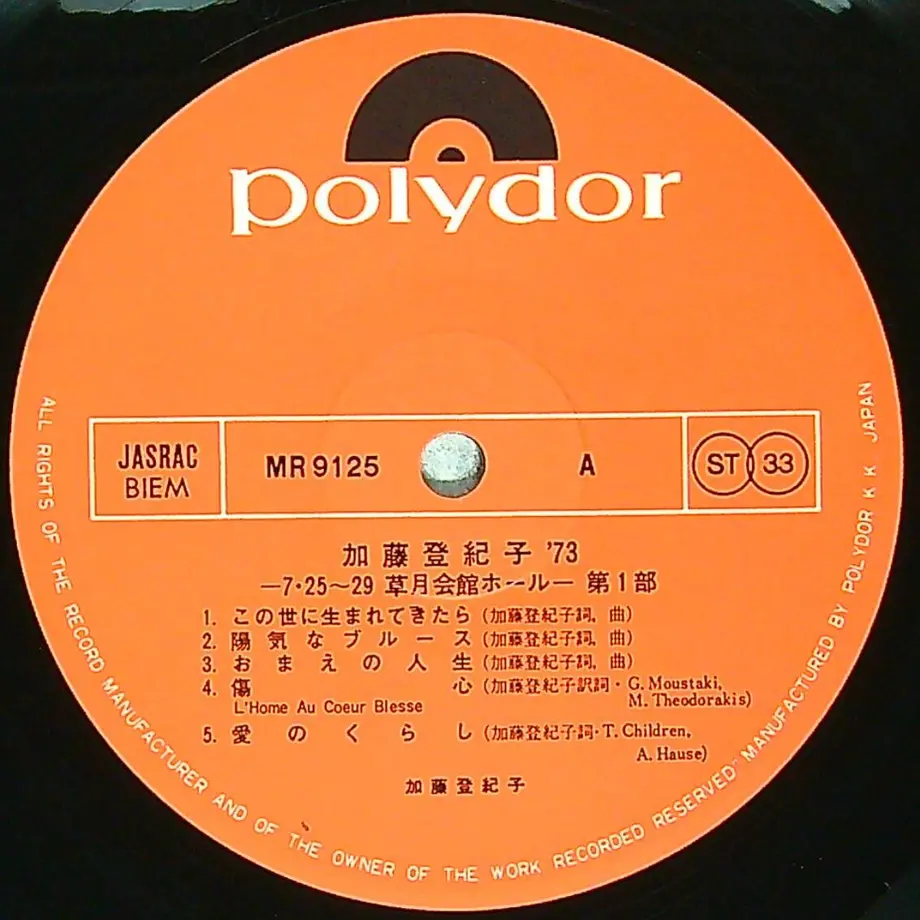 polydor
JASRAC
BIEM
MR 9125
A
ST 33
加藤登紀子 '73
—7・25〜29 草月会館ホール— 第1部
1. この世に生まれてきたら (加藤登紀子詞, 曲)
2. 陽気なブルース (加藤登紀子詞, 曲)
3. おまえの人生 (加藤登紀子詞, 曲)
4. 傷心 (加藤登紀子訳詞・G. Moustaki,
L'Home Au Coeur Blesse M. Theodorakis)
5. 愛のくらし (加藤登紀子詞・T. Children,
A. Hause)
加藤登紀子
ALL RIGHTS OF THE RECORD MANUFACTURER AND OF THE OWNER OF THE WORK RECORDED RESERVED" MANUFACTURED BY POLYDOR K K JAPAN